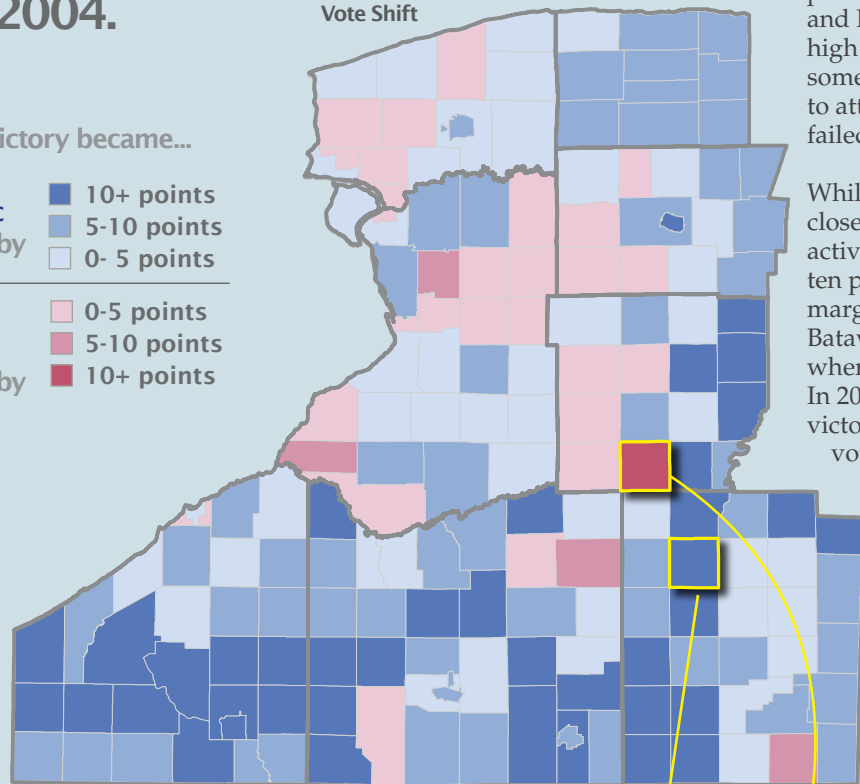 2004.
Vote Shift
ictory became...
by
10+ points
5-10 points
0- 5 points
by
0-5 points
5-10 points
10+ points
and
high
some
to att
failed
Whil
close
activ
ten p
marg
Batav
wher
In 20
victo
vo